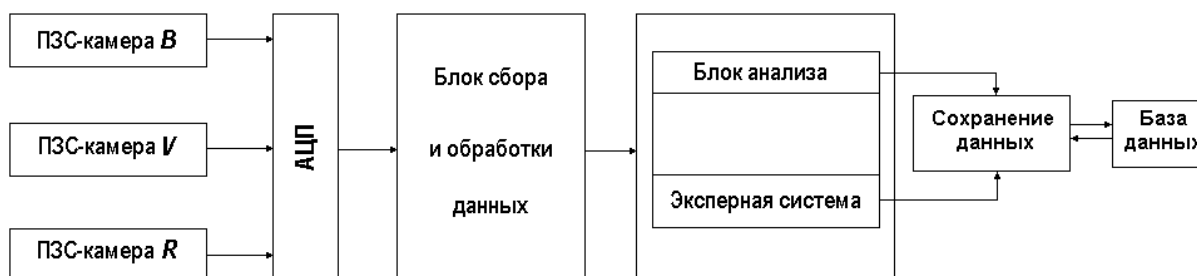 ПЗС-камера B
ПЗС-камера V
ПЗС-камера R
АЦП
Блок сбора
и обработки
данных
Блок анализа
Эксперная система
Сохранение
данных
База
данных